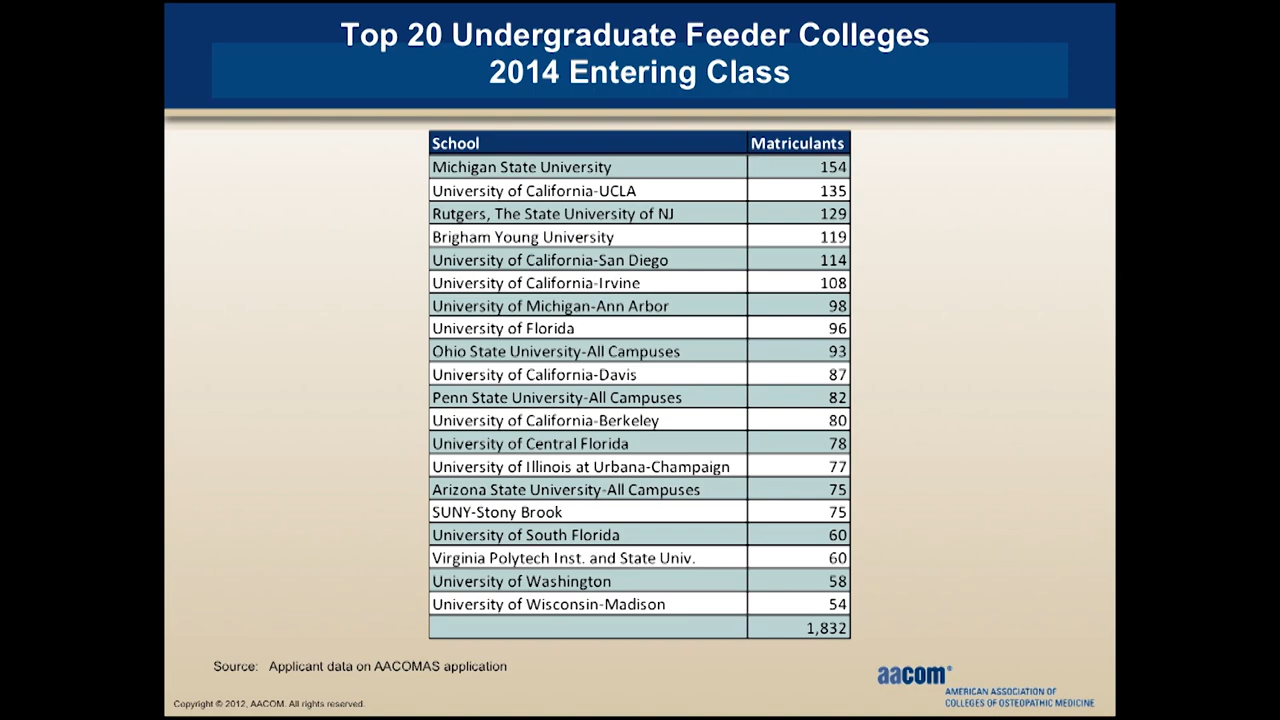 Top 20 Undergraduate Feeder Colleges
2014 Entering Class
School Matriculants
Michigan State University 154
University of California-UCLA 135
Rutgers, The State University of NJ 129
Brigham Young University 119
University of California-San Diego 114
University of California-Irvine 108
University of Michigan-Ann Arbor 98
University of Florida 96
Ohio State University-All Campuses 93
University of California-Davis 87
Penn State University-All Campuses 82
University of California-Berkeley 80
University of Central Florida 78
University of Illinois at Urbana-Champaign 77
Arizona State University-All Campuses 75
SUNY-Stony Brook 75
University of South Florida 60
Virginia Polytech Inst. and State Univ. 60
University of Washington 58
University of Wisconsin-Madison 54
1,832
Source: Applicant data on AACOMAS application
aacom®
AMERICAN ASSOCIATION OF
COLLEGES OF OSTEOPATHIC MEDICINE
Copyright © 2012, AACOM. All rights reserved.